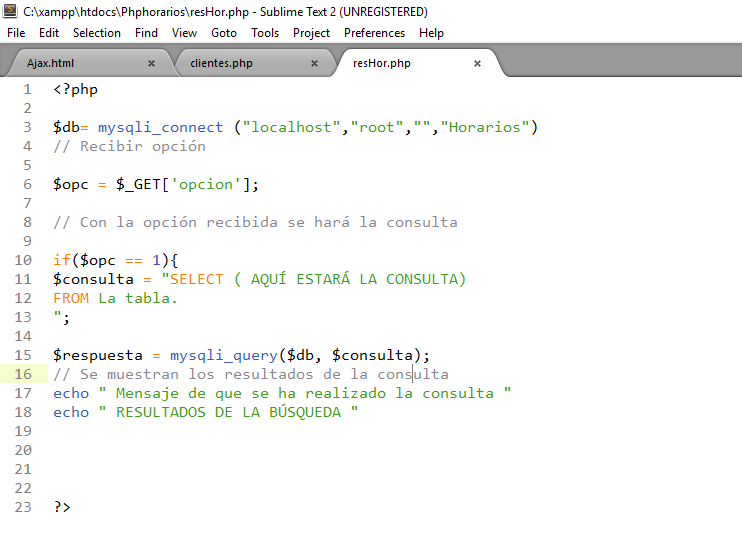 C:\xampp\htdocs\Phphorarios\resHor.php - Sublime Text 2 (UNREGISTERED)
File Edit Selection Find View Goto Tools Project Preferences Help
Ajax.html × clientes.php × resHor.php ×
1 <?php
2
3 $db= mysqli_connect ("localhost","root","","Horarios")
4 // Recibir opción
5
6 $opc = $_GET['opcion'];
7
8 // Con la opción recibida se hará la consulta
9
10 if($opc == 1){
11 $consulta = "SELECT ( AQUÍ ESTARÁ LA CONSULTA)
12 FROM La tabla.
13 ";
14
15 $respuesta = mysqli_query($db, $consulta);
16 // Se muestran los resultados de la consulta
17 echo " Mensaje de que se ha realizado la consulta "
18 echo " RESULTADOS DE LA BÚSQUEDA "
19
20
21
22
23 ?>